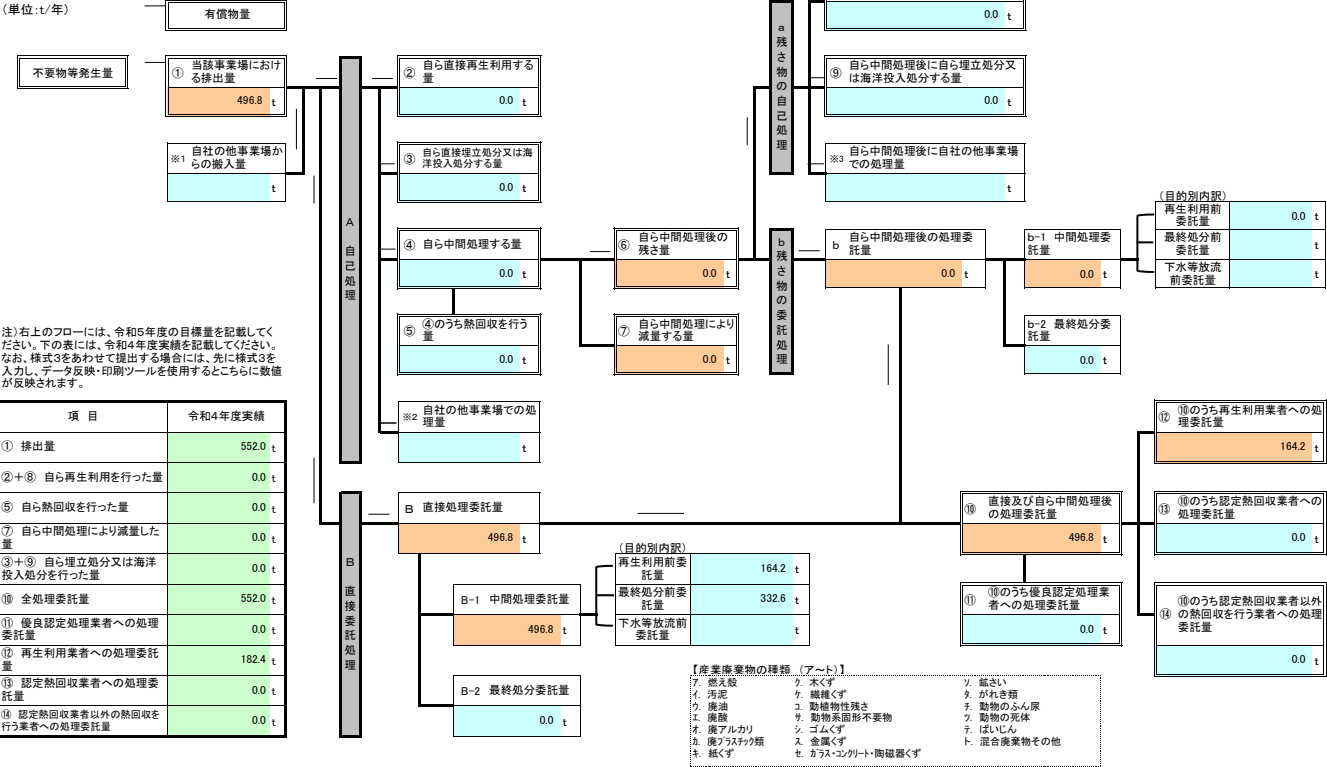 (単位:t/年)
有償物量
不要物等発生量
① 当該事業場におけ
る排出量
496.8 t
※1 自社の他事業場か
らの搬入量
t
A 自己処理
② 自ら直接再生利用する
量
0.0 t
③ 自ら直接埋立処分又は海
洋投入処分する量
0.0 t
④ 自ら中間処理する量
0.0 t
⑤ ④のうち熱回収を行う
量
0.0 t
※2 自社の他事業場での処
理量
t
⑥ 自ら中間処理後の
残さ量
0.0 t
⑦ 自ら中間処理により
減量する量
0.0 t
a 残さ物の自己処理
0.0 t
⑨ 自ら中間処理後に自ら埋立処分又
は海洋投入処分する量
0.0 t
※3 自ら中間処理後に自社の他事業場
での処理量
t
b 残さ物の委託処理
b 自ら中間処理後の処理委
託量
0.0 t
b-1 中間処理委
託量
0.0 t
(目的別内訳)
再生利用前
委託量
0.0 t
最終処分前
委託量
t
下水等放流
前委託量
t
b-2 最終処分委
託量
0.0 t
注)右上のフローには、令和5年度の目標量を記載してく
ださい。下の表には、令和4年度実績を記載してください。
なお、様式3をあわせて提出する場合には、先に様式3を
入力し、データ反映・印刷ツールを使用するとこちらに数値
が反映されます。
項 目 令和4年度実績
① 排出量 552.0 t
②+⑧ 自ら再生利用を行った量 0.0 t
⑤ 自ら熱回収を行った量 0.0 t
⑦ 自ら中間処理により減量した
量 0.0 t
③+⑨ 自ら埋立処分又は海洋
投入処分を行った量 0.0 t
⑩ 全処理委託量 552.0 t
⑪ 優良認定処理業者への処理
委託量 0.0 t
⑫ 再生利用業者への処理委託
量 182.4 t
⑬ 認定熱回収業者への処理委
託量 0.0 t
⑭ 認定熱回収業者以外の熱回収を
行う業者への処理委託量 0.0 t
B 直接委託処理
B 直接処理委託量
496.8 t
B-1 中間処理委託量
496.8 t
(目的別内訳)
再生利用前委
託量
164.2 t
最終処分前委
託量
332.6 t
下水等放流前
委託量
t
B-2 最終処分委託量
0.0 t
⑩ 直接及び自ら中間処理後
の処理委託量
496.8 t
⑪ ⑩のうち優良認定処理業
者への処理委託量
0.0 t
⑫ ⑩のうち再生利用業者への処
理委託量
164.2 t
⑬ ⑩のうち認定熱回収業者への
処理委託量
0.0 t
⑭ ⑩のうち認定熱回収業者以外
の熱回収を行う業者への処理
委託量
0.0 t
【産業廃棄物の種類 (ア~ト)】
ア. 燃え殻 ク. 木くず ソ. 鉱さい
イ. 汚泥 ケ. 繊維くず タ. がれき類
ウ. 廃油 コ. 動植物性残さ チ. 動物のふん尿
エ. 廃酸 サ. 動物系固形不要物 ツ. 動物の死体
オ. 廃アルカリ シ. ゴムくず テ. ばいじん
カ. 廃プラスチック類 ス. 金属くず ト. 混合廃棄物その他
キ. 紙くず セ. ガラス・コンクリート・陶磁器くず